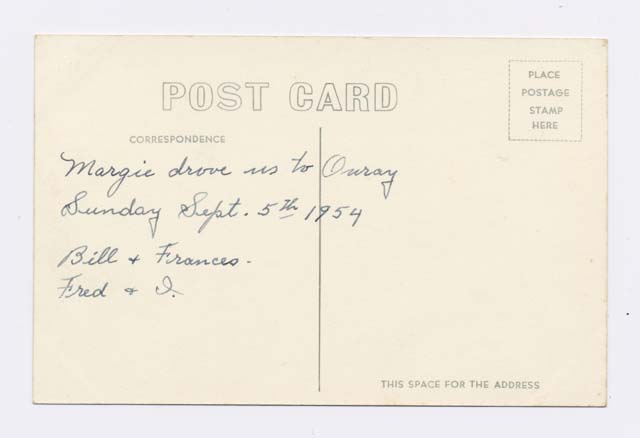 POST CARD
PLACE
POSTAGE
STAMP
HERE
CORRESPONDENCE
Margie drove us to Ouray
Sunday Sept. 5th 1954
Bill + Frances.
Fred + I.
THIS SPACE FOR THE ADDRESS